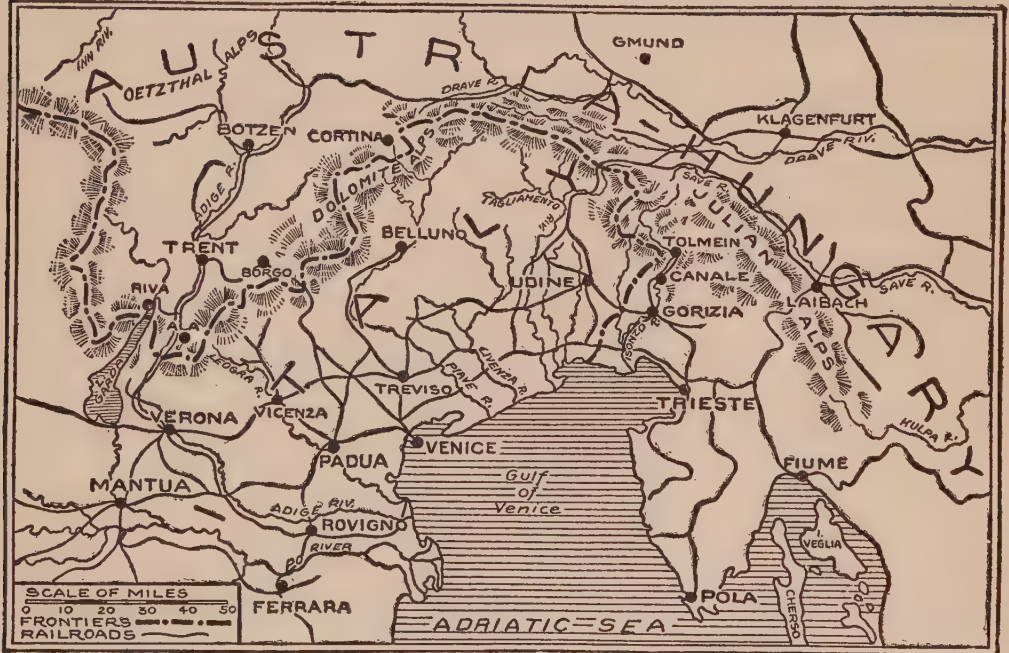 AUSTRIA-HUNGARY
INN RIV.
OETZTHAL ALPS
GMUND
DRAVE R.
BOTZEN
CORTINA
KLAGENFURT
DRAVE RIV.
ADIGE R.
DOLOMITE ALPS
TAGLIAMENTO RIV
SAVE R.
JULIAN ALPS
TRENT
BELLUNO
TOLMEIN
BORGO
UDINE
CANALE
RIVA
LAIBACH
SAVE R.
GORIZIA
ISONZO R.
ALA
GARDA
POGRA R.
LIVENZA R.
PIAVE R.
TREVISO
TRIESTE
VICENZA
VERONA
ITALY
KULPA R.
VENICE
PADUA
FIUME
Gulf
of
Venice
MANTUA
ADIGE RIV.
ROVIGNO
I.
VEGLIA
PO RIVER
CHERSO
POLA
FERRARA
ADRIATIC SEA
SCALE OF MILES
0 10 20 30 40 50
FRONTIERS
RAILROADS